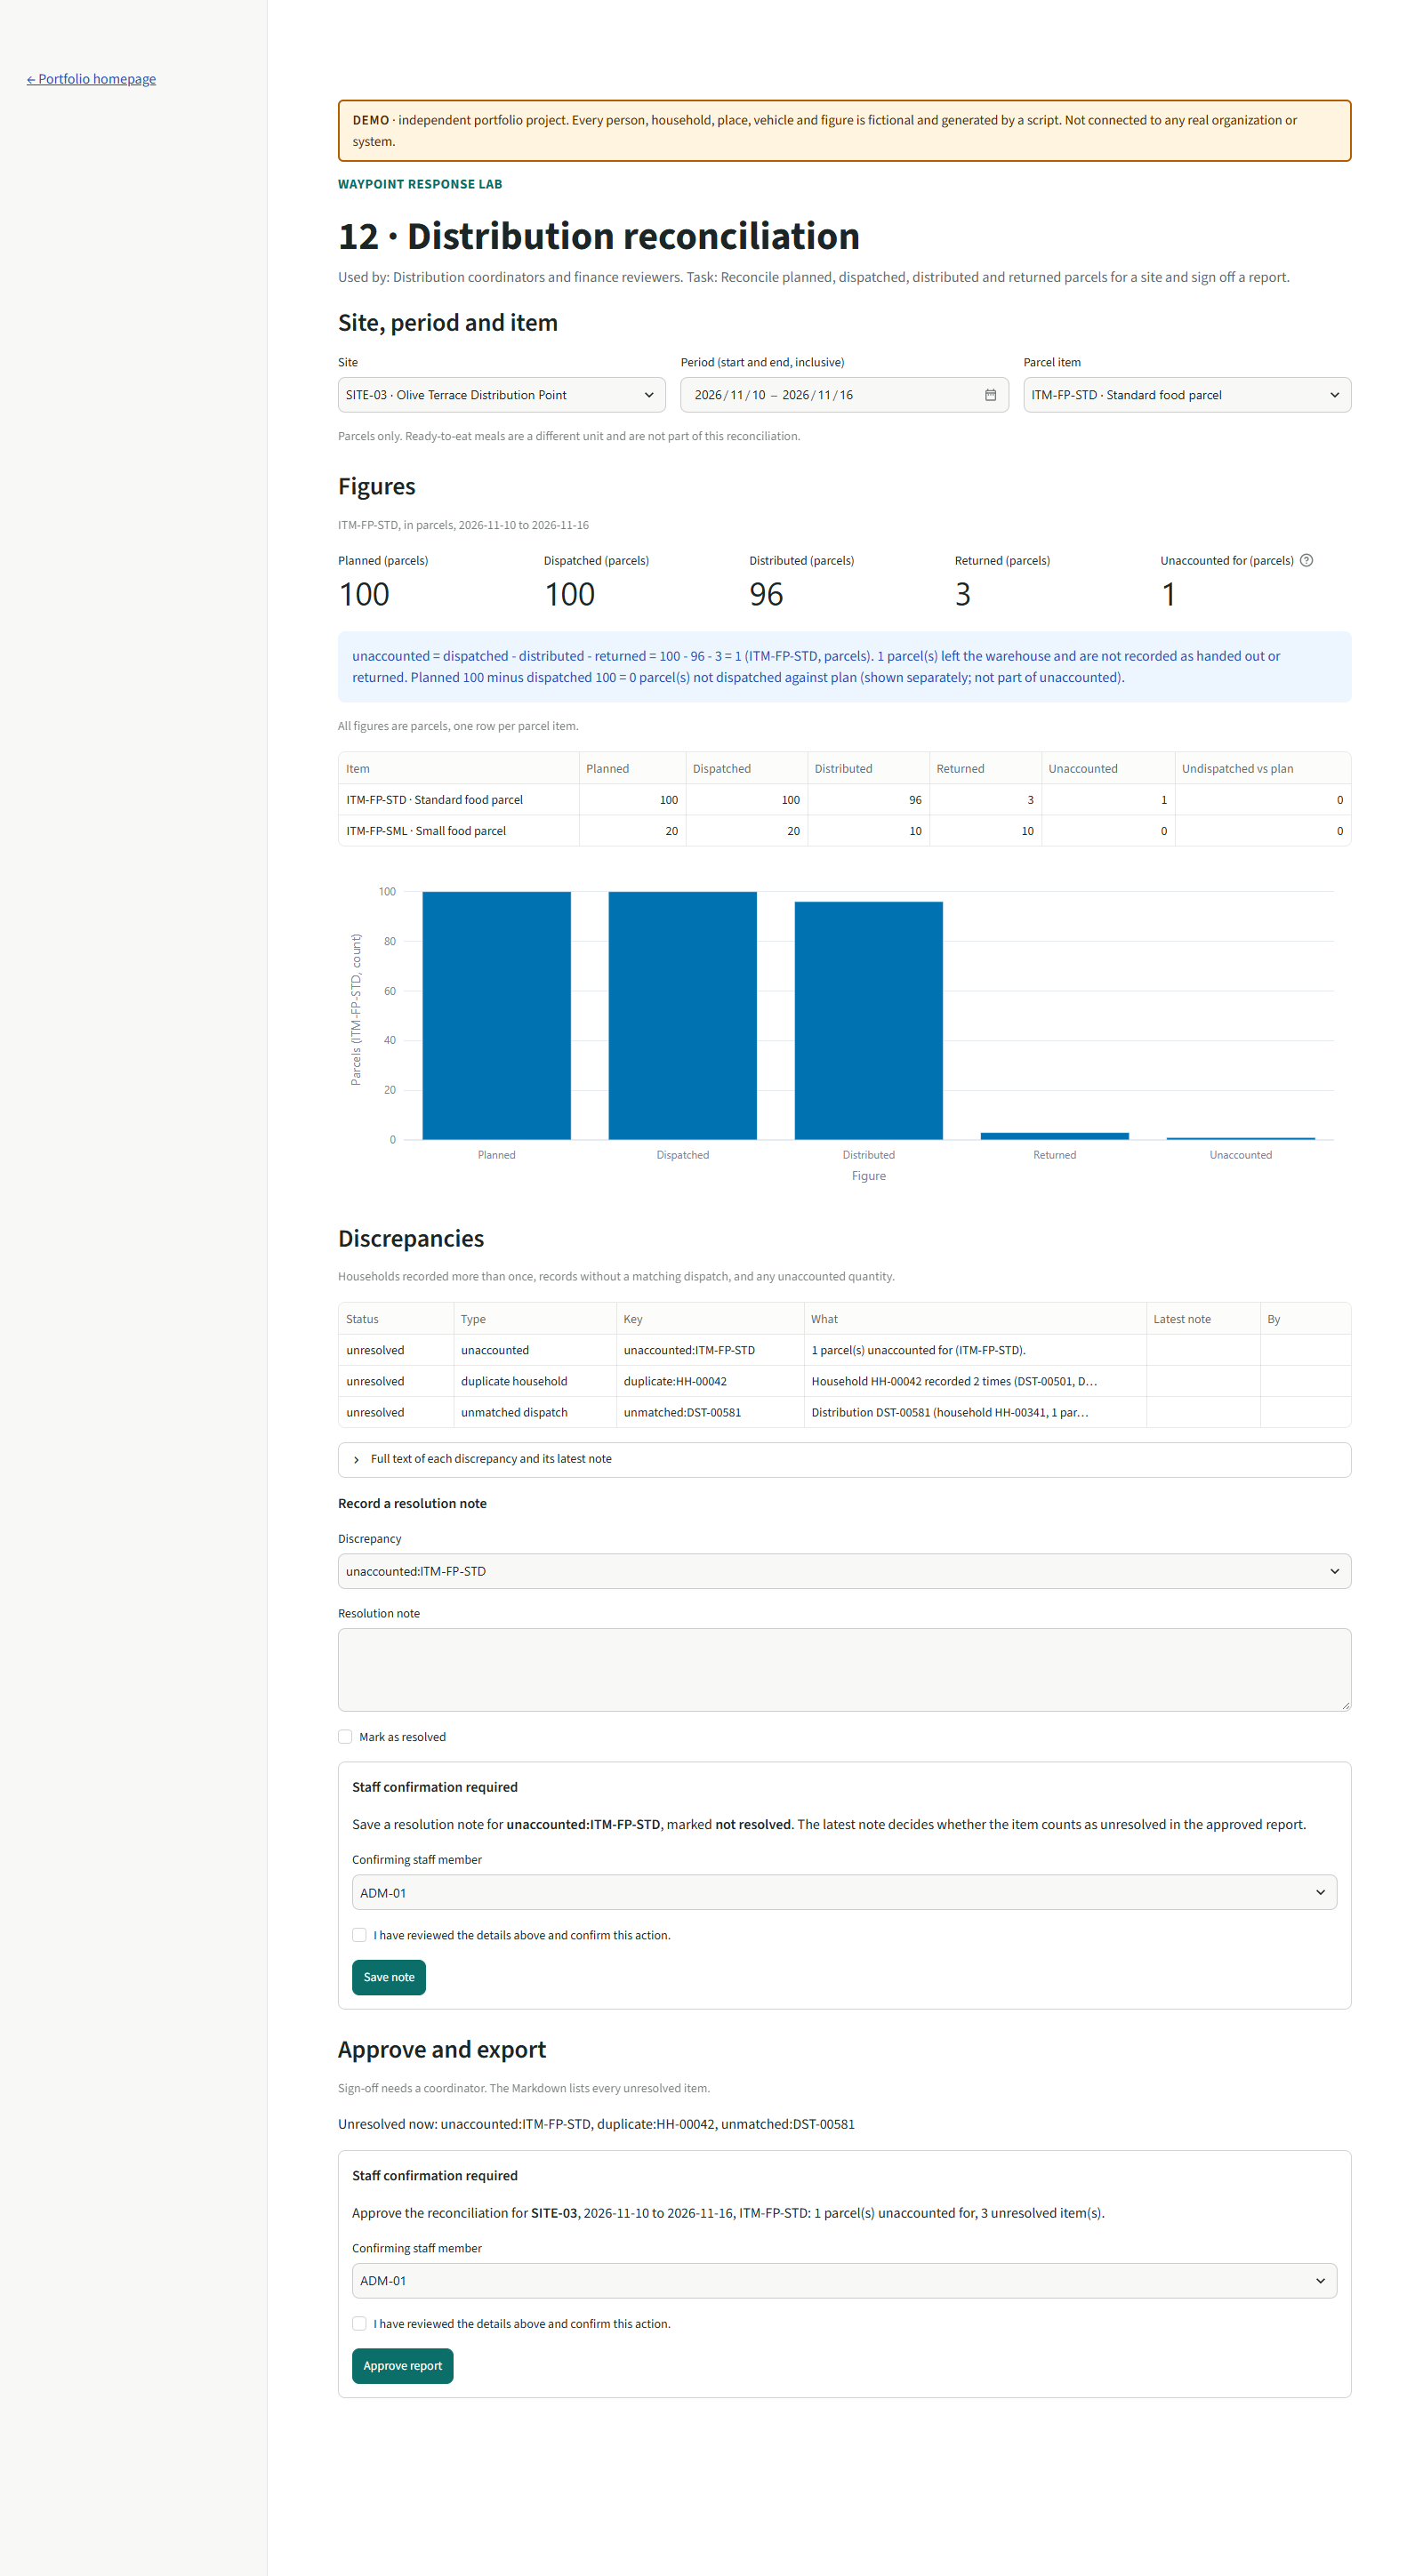 ← Portfolio homepage
DEMO · independent portfolio project. Every person, household, place, vehicle and figure is fictional and generated by a script. Not connected to any real organization or
system.
WAYPOINT RESPONSE LAB
12 · Distribution reconciliation
Used by: Distribution coordinators and finance reviewers. Task: Reconcile planned, dispatched, distributed and returned parcels for a site and sign off a report.
Site, period and item
Site Period (start and end, inclusive) Parcel item
SITE-03 · Olive Terrace Distribution Point 2026/11/10 – 2026/11/16 ITM-FP-STD · Standard food parcel
Parcels only. Ready-to-eat meals are a different unit and are not part of this reconciliation.
Figures
ITM-FP-STD, in parcels, 2026-11-10 to 2026-11-16
Planned (parcels) Dispatched (parcels) Distributed (parcels) Returned (parcels) Unaccounted for (parcels) ?
100 100 96 3 1
unaccounted = dispatched - distributed - returned = 100 - 96 - 3 = 1 (ITM-FP-STD, parcels). 1 parcel(s) left the warehouse and are not recorded as handed out or
returned. Planned 100 minus dispatched 100 = 0 parcel(s) not dispatched against plan (shown separately; not part of unaccounted).
All figures are parcels, one row per parcel item.
Item Planned Dispatched Distributed Returned Unaccounted Undispatched vs plan
ITM-FP-STD · Standard food parcel 100 100 96 3 1 0
ITM-FP-SML · Small food parcel 20 20 10 10 0 0
Parcels (ITM-FP-STD, count)
100
80
60
40
20
0
Planned Dispatched Distributed Returned Unaccounted
Figure
Discrepancies
Households recorded more than once, records without a matching dispatch, and any unaccounted quantity.
Status Type Key What Latest note By
unresolved unaccounted unaccounted:ITM-FP-STD 1 parcel(s) unaccounted for (ITM-FP-STD).
unresolved duplicate household duplicate:HH-00042 Household HH-00042 recorded 2 times (DST-00501, D…
unresolved unmatched dispatch unmatched:DST-00581 Distribution DST-00581 (household HH-00341, 1 par…
Full text of each discrepancy and its latest note
Record a resolution note
Discrepancy
unaccounted:ITM-FP-STD
Resolution note
Mark as resolved
Staff confirmation required
Save a resolution note for unaccounted:ITM-FP-STD, marked not resolved. The latest note decides whether the item counts as unresolved in the approved report.
Confirming staff member
ADM-01
I have reviewed the details above and confirm this action.
Save note
Approve and export
Sign-off needs a coordinator. The Markdown lists every unresolved item.
Unresolved now: unaccounted:ITM-FP-STD, duplicate:HH-00042, unmatched:DST-00581
Staff confirmation required
Approve the reconciliation for SITE-03, 2026-11-10 to 2026-11-16, ITM-FP-STD: 1 parcel(s) unaccounted for, 3 unresolved item(s).
Confirming staff member
ADM-01
I have reviewed the details above and confirm this action.
Approve report